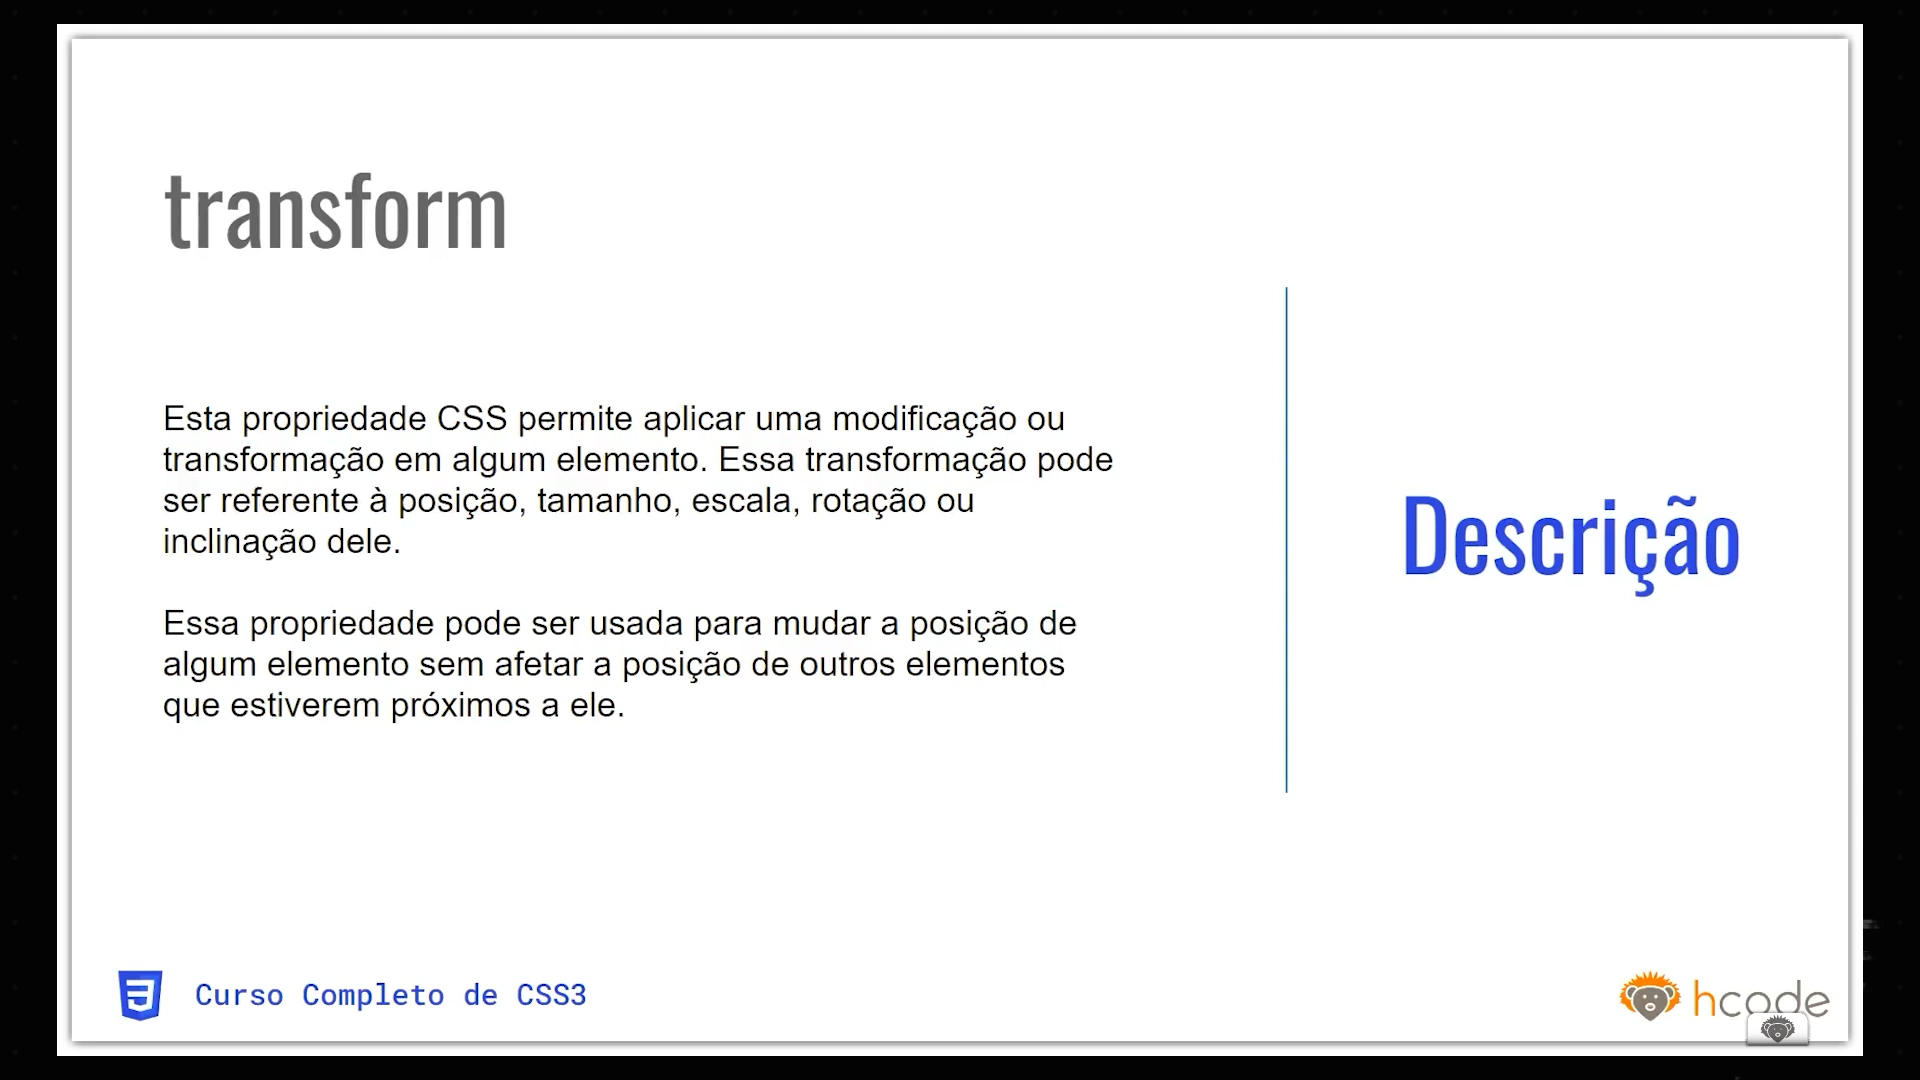 transform
Esta propriedade CSS permite aplicar uma modificação ou
transformação em algum elemento. Essa transformação pode
ser referente à posição, tamanho, escala, rotação ou
inclinação dele.
Essa propriedade pode ser usada para mudar a posição de
algum elemento sem afetar a posição de outros elementos
que estiverem próximos a ele.
Descrição
Curso Completo de CSS3
hcode